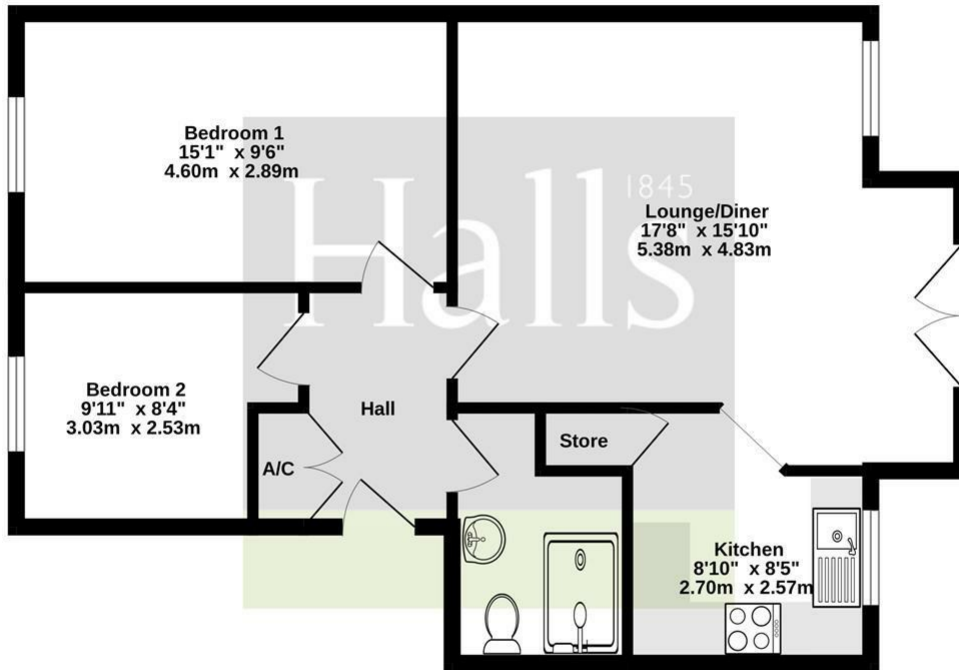 Bedroom 1
15'1" x 9'6"
4.60m x 2.89m
1845
Halls
Lounge/Diner
17'8" x 15'10"
5.38m x 4.83m
Bedroom 2
9'11" x 8'4"
3.03m x 2.53m
Hall
A/C
Store
Kitchen
8'10" x 8'5"
2.70m x 2.57m